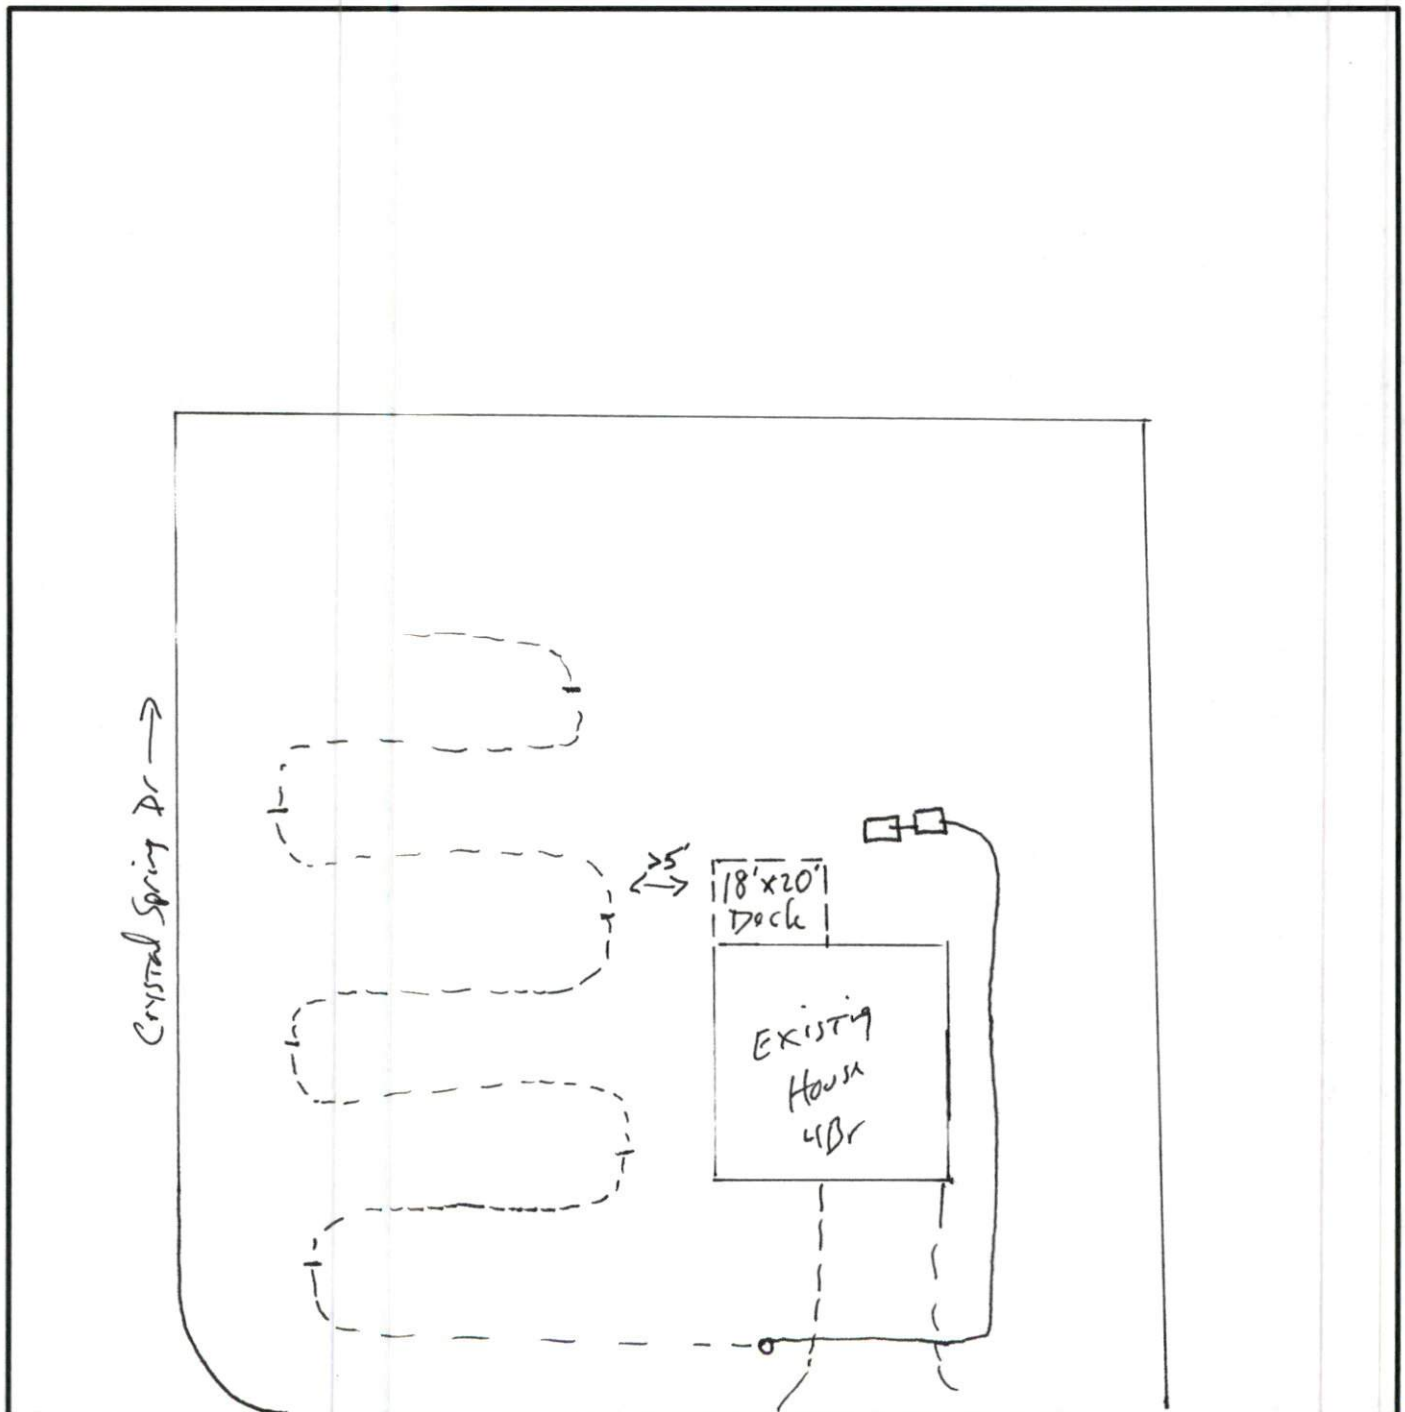 Crystal Spring Dr
>5'
18'x20'
Deck
Existing
House
4Br